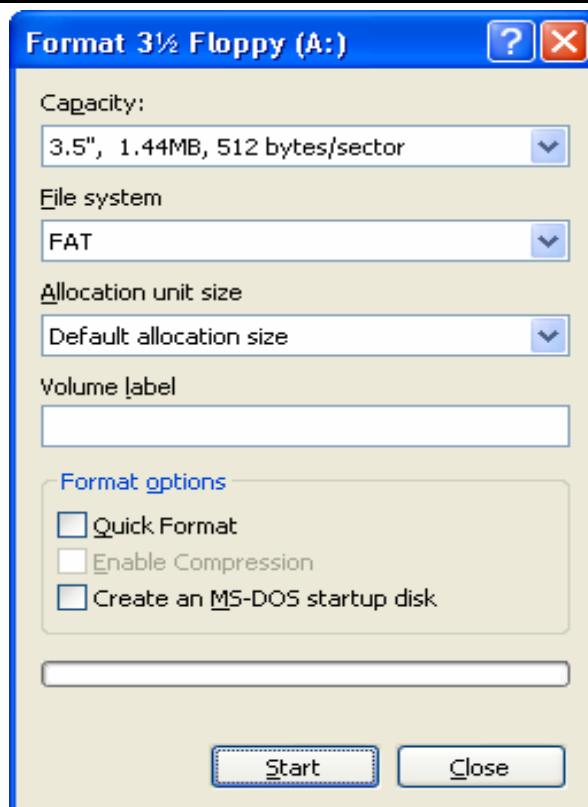 Format 3½ Floppy (A:)
?
Capacity:
3.5", 1.44MB, 512 bytes/sector
File system
FAT
Allocation unit size
Default allocation size
Volume label
Format options
Quick Format
Enable Compression
Create an MS-DOS startup disk
Start Close